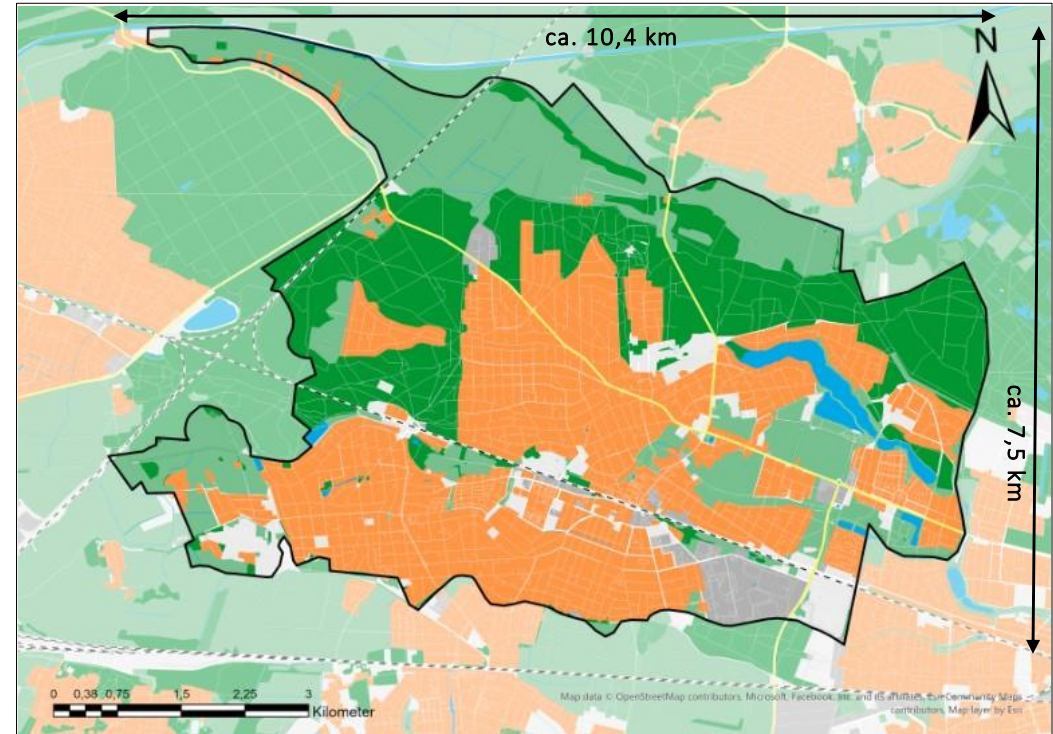 ca. 10,4 km
N
ca. 7,5 km
0 0,38 0,75 1,5 2,25 3
Kilometer
Map data © OpenStreetMap contributors, Microsoft, Facebook, Inc. and its affiliates, Esri Community Maps
contributors, Map layer by Esri